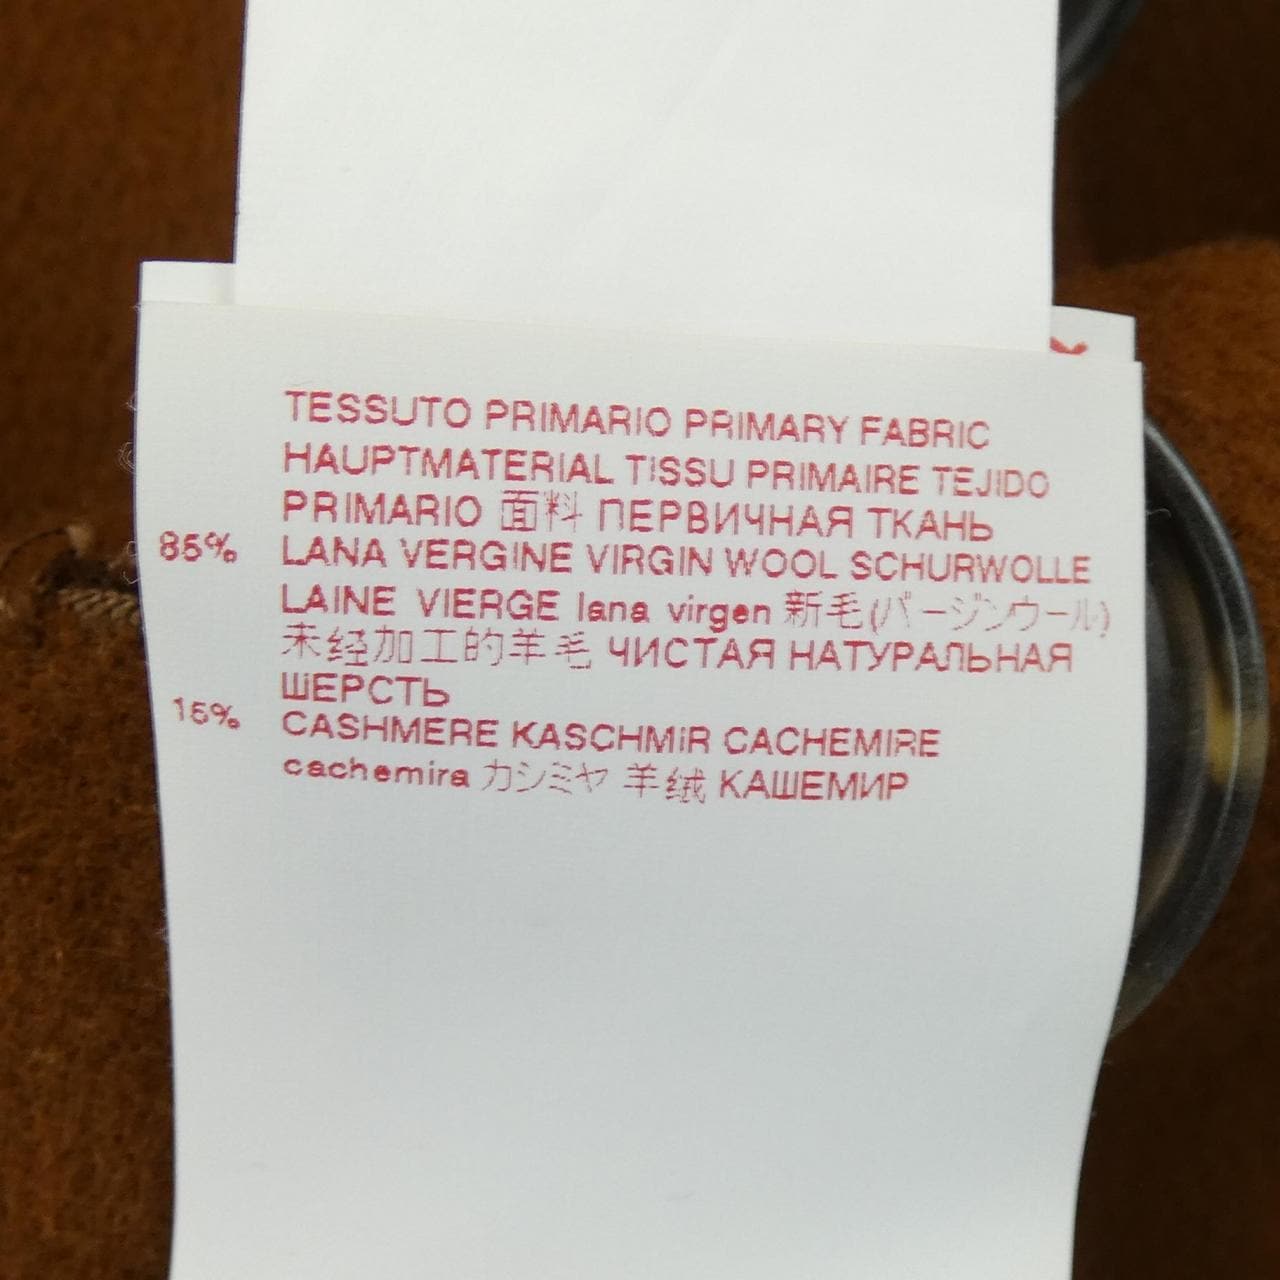 TESSUTO PRIMARIO PRIMARY FABRIC
HAUPTMATERIAL TISSU PRIMAIRE TEJIDO
PRIMARIO 面料 ПЕРВИЧНАЯ ТКАНЬ
85% LANA VERGINE VIRGIN WOOL SCHURWOLLE
LAINE VIERGE lana virgen 新毛(バージンウール)
未经加工的羊毛 ЧИСТАЯ НАТУРАЛЬНАЯ
ШЕРСТЬ
15% CASHMERE KASCHMIR CACHEMIRE
cachemira カシミヤ 羊绒 КАШЕМИР